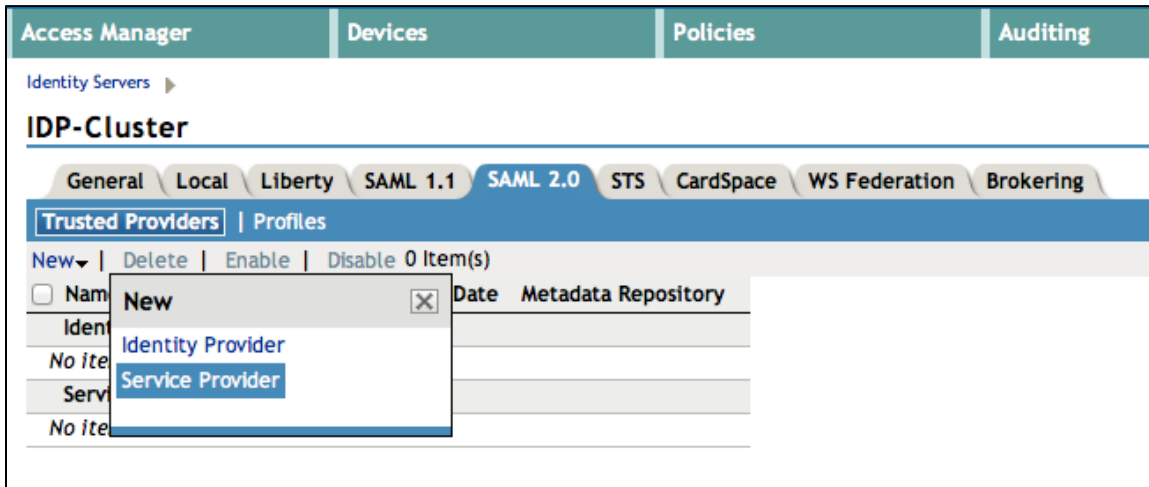 Access Manager Devices Policies Auditing
Identity Servers
IDP-Cluster
General Local Liberty SAML 1.1 SAML 2.0 STS CardSpace WS Federation Brokering
Trusted Providers | Profiles
New | Delete | Enable | Disable 0 Item(s)
Nam New Date Metadata Repository
Ident
Identity Provider
No ite
Service Provider
Servi
No ite